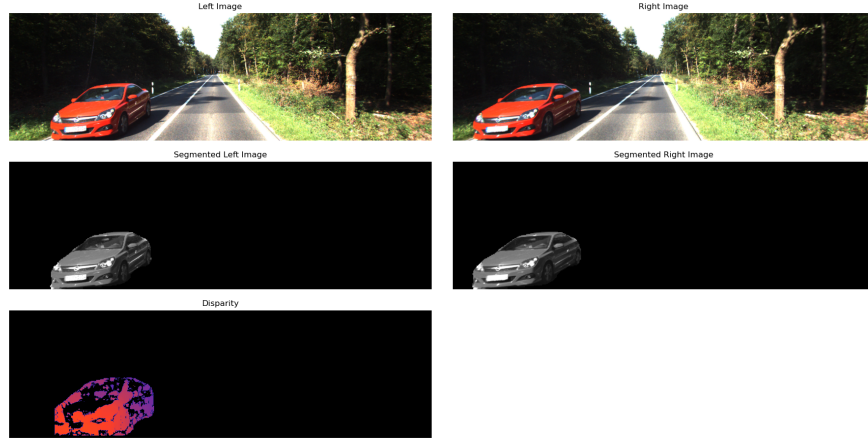 Left Image
Right Image
Segmented Left Image
Segmented Right Image
Disparity